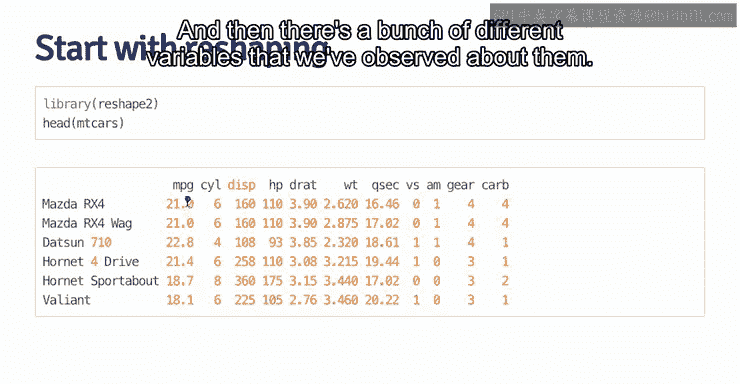 And then there's a bunch of different
Start with reshaping
variables that we've observed about them.
library(reshape2)
head(mtcars)
mpg cyl disp hp drat wt qsec vs am gear carb
Mazda RX4 21.0 6 160 110 3.90 2.620 16.46 0 1 4 4
Mazda RX4 Wag 21.0 6 160 110 3.90 2.875 17.02 0 1 4 4
Datsun 710 22.8 4 108 93 3.85 2.320 18.61 1 1 4 1
Hornet 4 Drive 21.4 6 258 110 3.08 3.215 19.44 1 0 3 1
Hornet Sportabout 18.7 8 360 175 3.15 3.440 17.02 0 0 3 2
Valiant 18.1 6 225 105 2.76 3.460 20.22 1 0 3 1